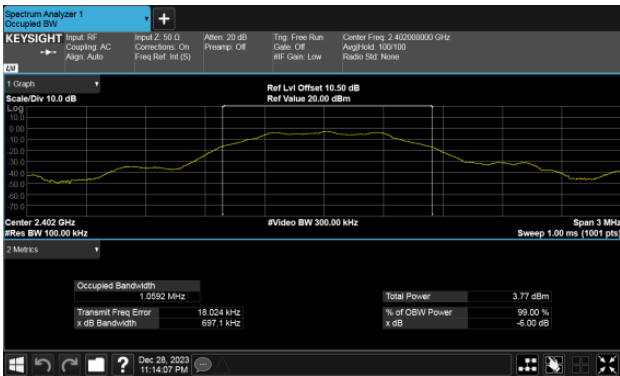 Spectrum Analyzer 1
Occupied BW
+
KEYSIGHT
Input: RF
Coupling: AC
Align: Auto
Input Z: 50 Ω
Corrections: On
Freq Ref: Int (S)
Atten: 20 dB
Preamp: Off
Trig: Free Run
Gate: Off
#IF Gain: Low
Center Freq: 2.402000000 GHz
Avg|Hold: 100/100
Radio Std: None
LXI
1 Graph
Scale/Div 10.0 dB
Ref Lvl Offset 10.50 dB
Ref Value 20.00 dBm
Log
10.0
0.00
-10.0
-20.0
-30.0
-40.0
-50.0
-60.0
-70.0
Center 2.402 GHz
#Video BW 300.00 kHz
Span 3 MHz
#Res BW 100.00 kHz
Sweep 1.00 ms (1001 pts)
2 Metrics
Occupied Bandwidth
1.0592 MHz
Total Power 3.77 dBm
Transmit Freq Error 18.024 kHz
% of OBW Power 99.00 %
x dB Bandwidth 697.1 kHz
x dB -6.00 dB
?
Dec 28, 2023
11:14:07 PM